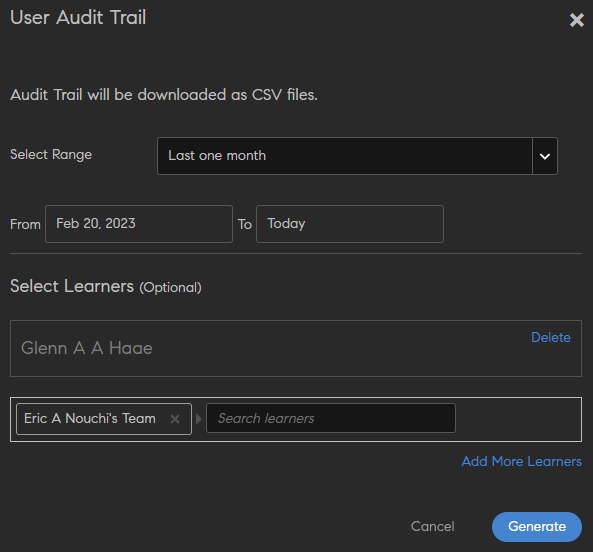 User Audit Trail
Audit Trail will be downloaded as CSV files.
Select Range
Last one month
From Feb 20, 2023 To Today
Select Learners (Optional)
Glenn A A Haae
Delete
Eric A Nouchi's Team Search learners
Add More Learners
Cancel Generate